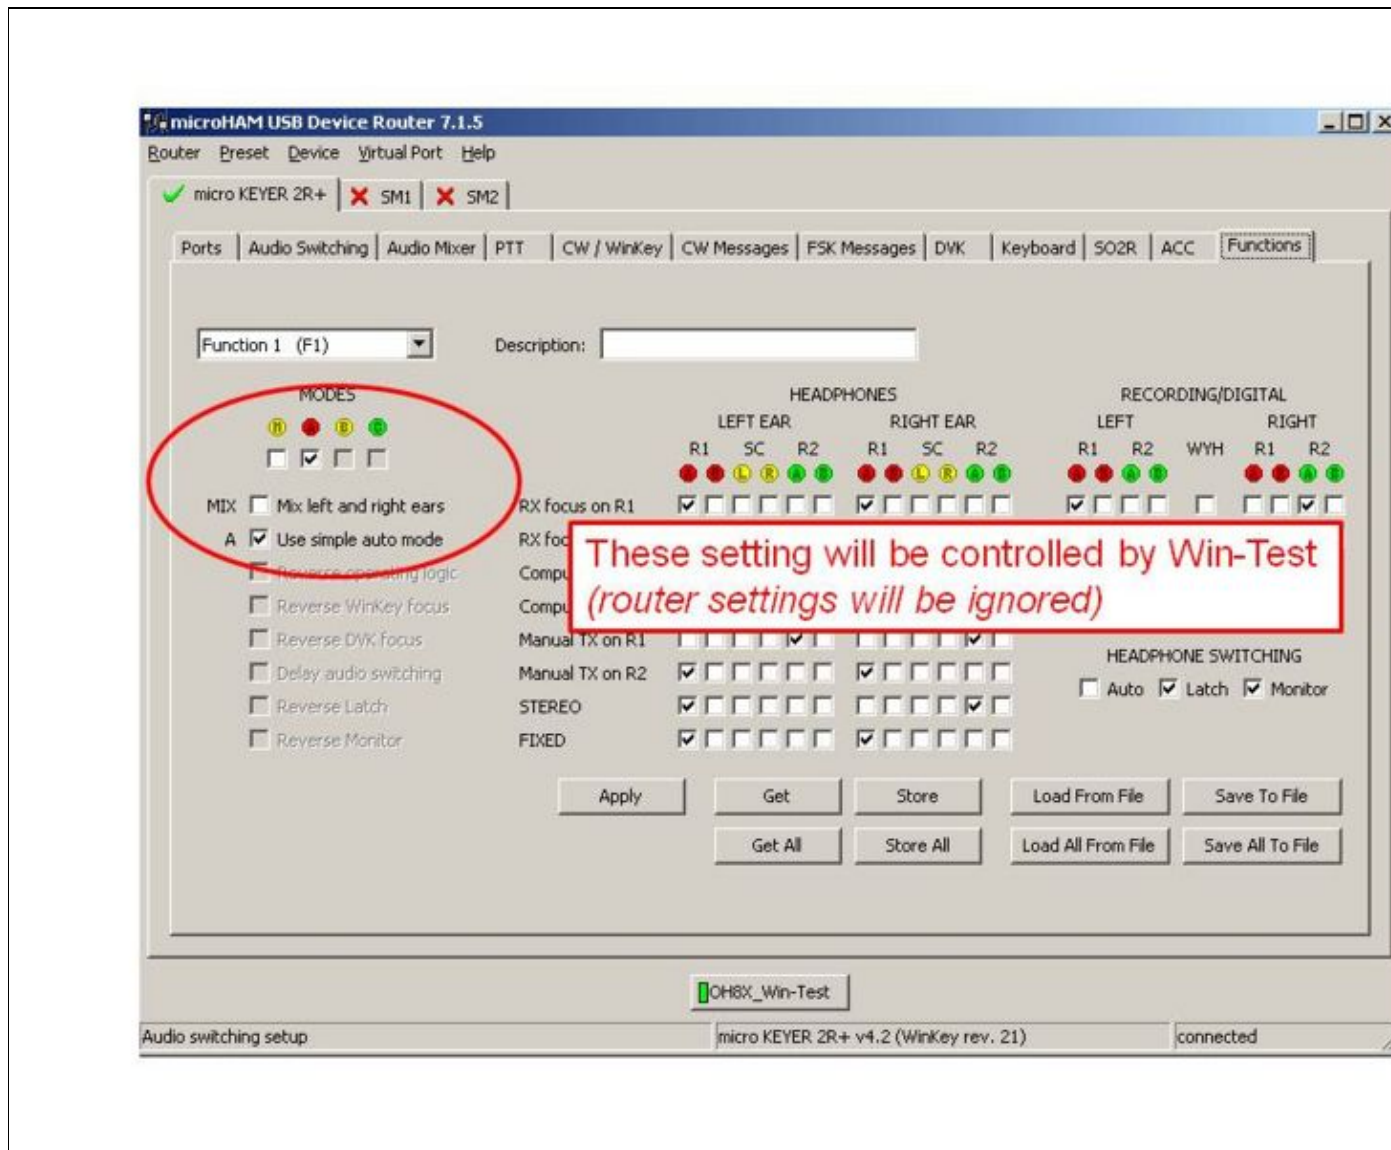 microHAM USB Device Router 7.1.5
Router Preset Device Virtual Port Help
micro KEYER 2R+ SM1 SM2
Ports Audio Switching Audio Mixer PTT CW / WinKey CW Messages FSK Messages DVK Keyboard SO2R ACC Functions
Function 1 (F1) Description:
MODES HEADPHONES RECORDING/DIGITAL
LEFT EAR RIGHT EAR LEFT RIGHT
R1 SC R2 R1 SC R2 R1 R2 WYH R1 R2
MIX Mix left and right ears RX focus on R1
A Use simple auto mode RX foc
These setting will be controlled by Win-Test
(router settings will be ignored)
Reverse operating logic Compu
Reverse WinKey focus Compu
Reverse DVK focus Manual TX on R1
HEADPHONE SWITCHING
Delay audio switching Manual TX on R2
Auto Latch Monitor
Reverse Latch STEREO
Reverse Monitor FIXED
Apply Get Store Load From File Save To File
Get All Store All Load All From File Save All To File
OH8X_Win-Test
Audio switching setup micro KEYER 2R+ v4.2 (WinKey rev. 21) connected